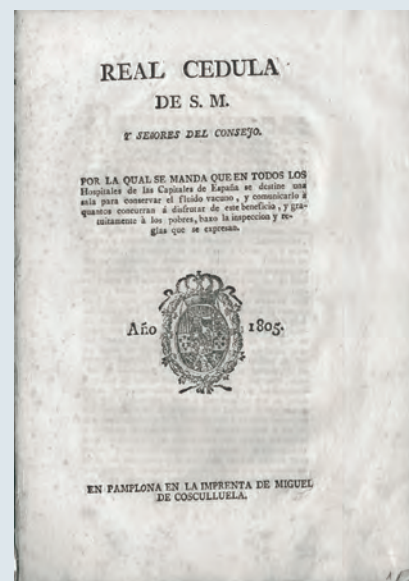 REAL CEDULA
DE S. M.
Y SEÑORES DEL CONSEJO.
POR LA QUAL SE MANDA QUE EN TODOS LOS
Hospitales de las Capitales de España se destine una
sala para conservar el fluido vacuno, y comunicarlo à
quantos concurran á disfrutar de este beneficio, y gra-
tuitamente à los pobres, baxo la inspeccion y re-
glas que se expresan.
Año 1805.
EN PAMPLONA EN LA IMPRENTA DE MIGUEL
DE COSCULLUELA.